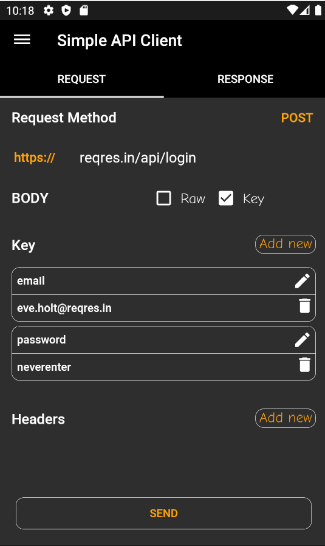 10:18
Simple API Client
REQUEST RESPONSE
Request Method POST
https:// reqres.in/api/login
BODY Raw Key
Key Add new
email
eve.holt@reqres.in
password
neverenter
Headers Add new
SEND